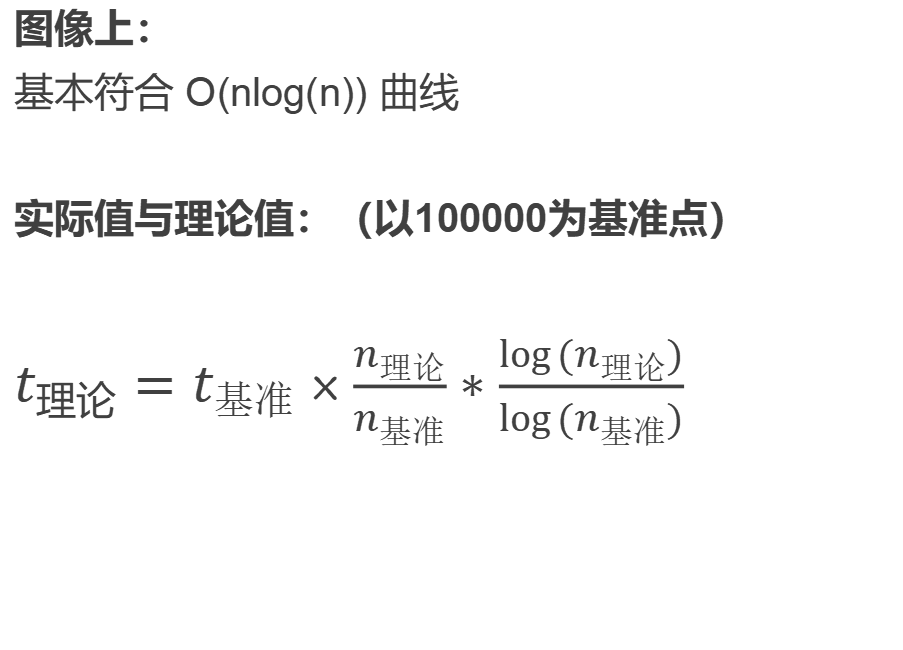 图像上：
基本符合 O(nlog(n)) 曲线
实际值与理论值：（以100000为基准点）
t理论 = t基准 × n理论/n基准 * log (n理论)/log (n基准)